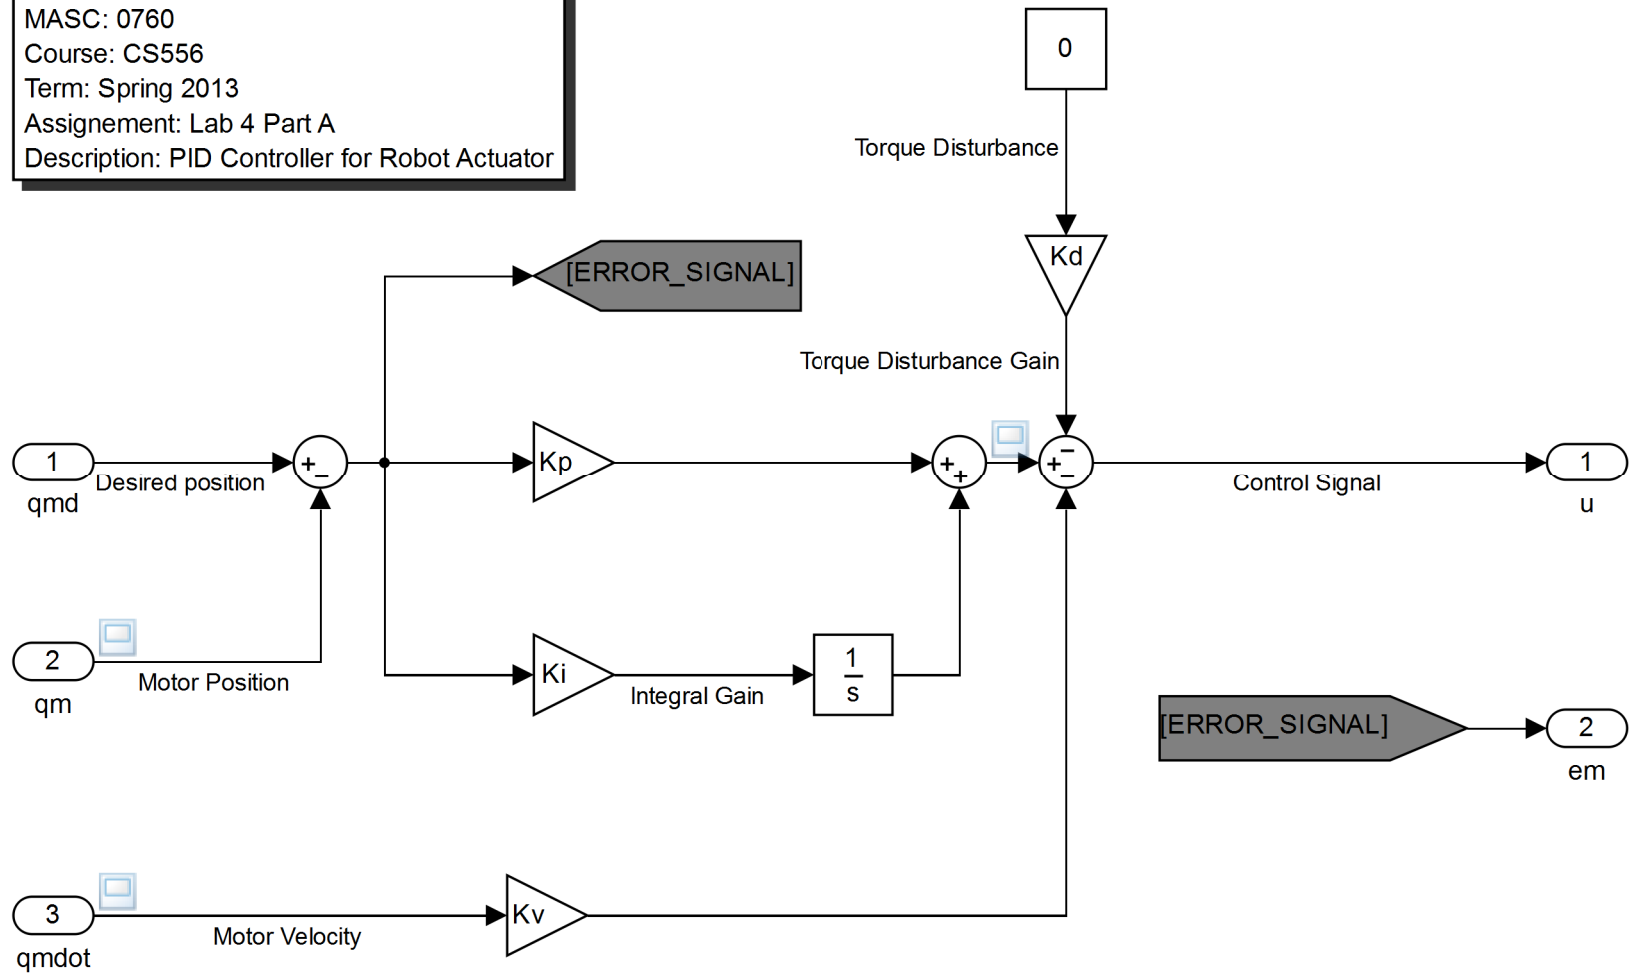 MASC: 0760
Course: CS556
Term: Spring 2013
Assignement: Lab 4 Part A
Description: PID Controller for Robot Actuator
0
Torque Disturbance
Kd
[ERROR_SIGNAL]
Torque Disturbance Gain
1
Desired position
qmd
+
−
Kp
+
+
−
+
−
Control Signal
1
u
2
Motor Position
qm
Ki
Integral Gain
1
s
[ERROR_SIGNAL]
2
em
3
Motor Velocity
qmdot
Kv